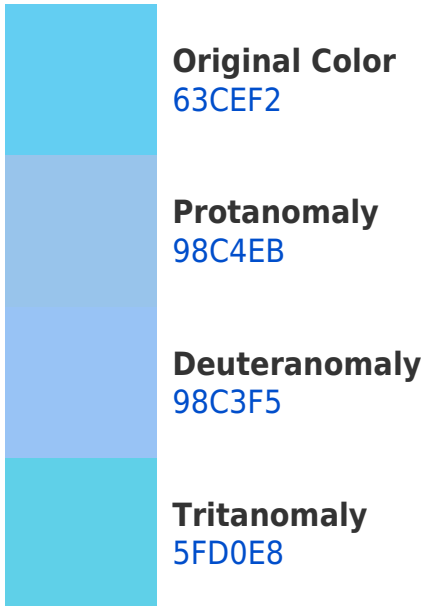 Original Color
63CEF2
Protanomaly
98C4EB
Deuteranomaly
98C3F5
Tritanomaly
5FD0E8